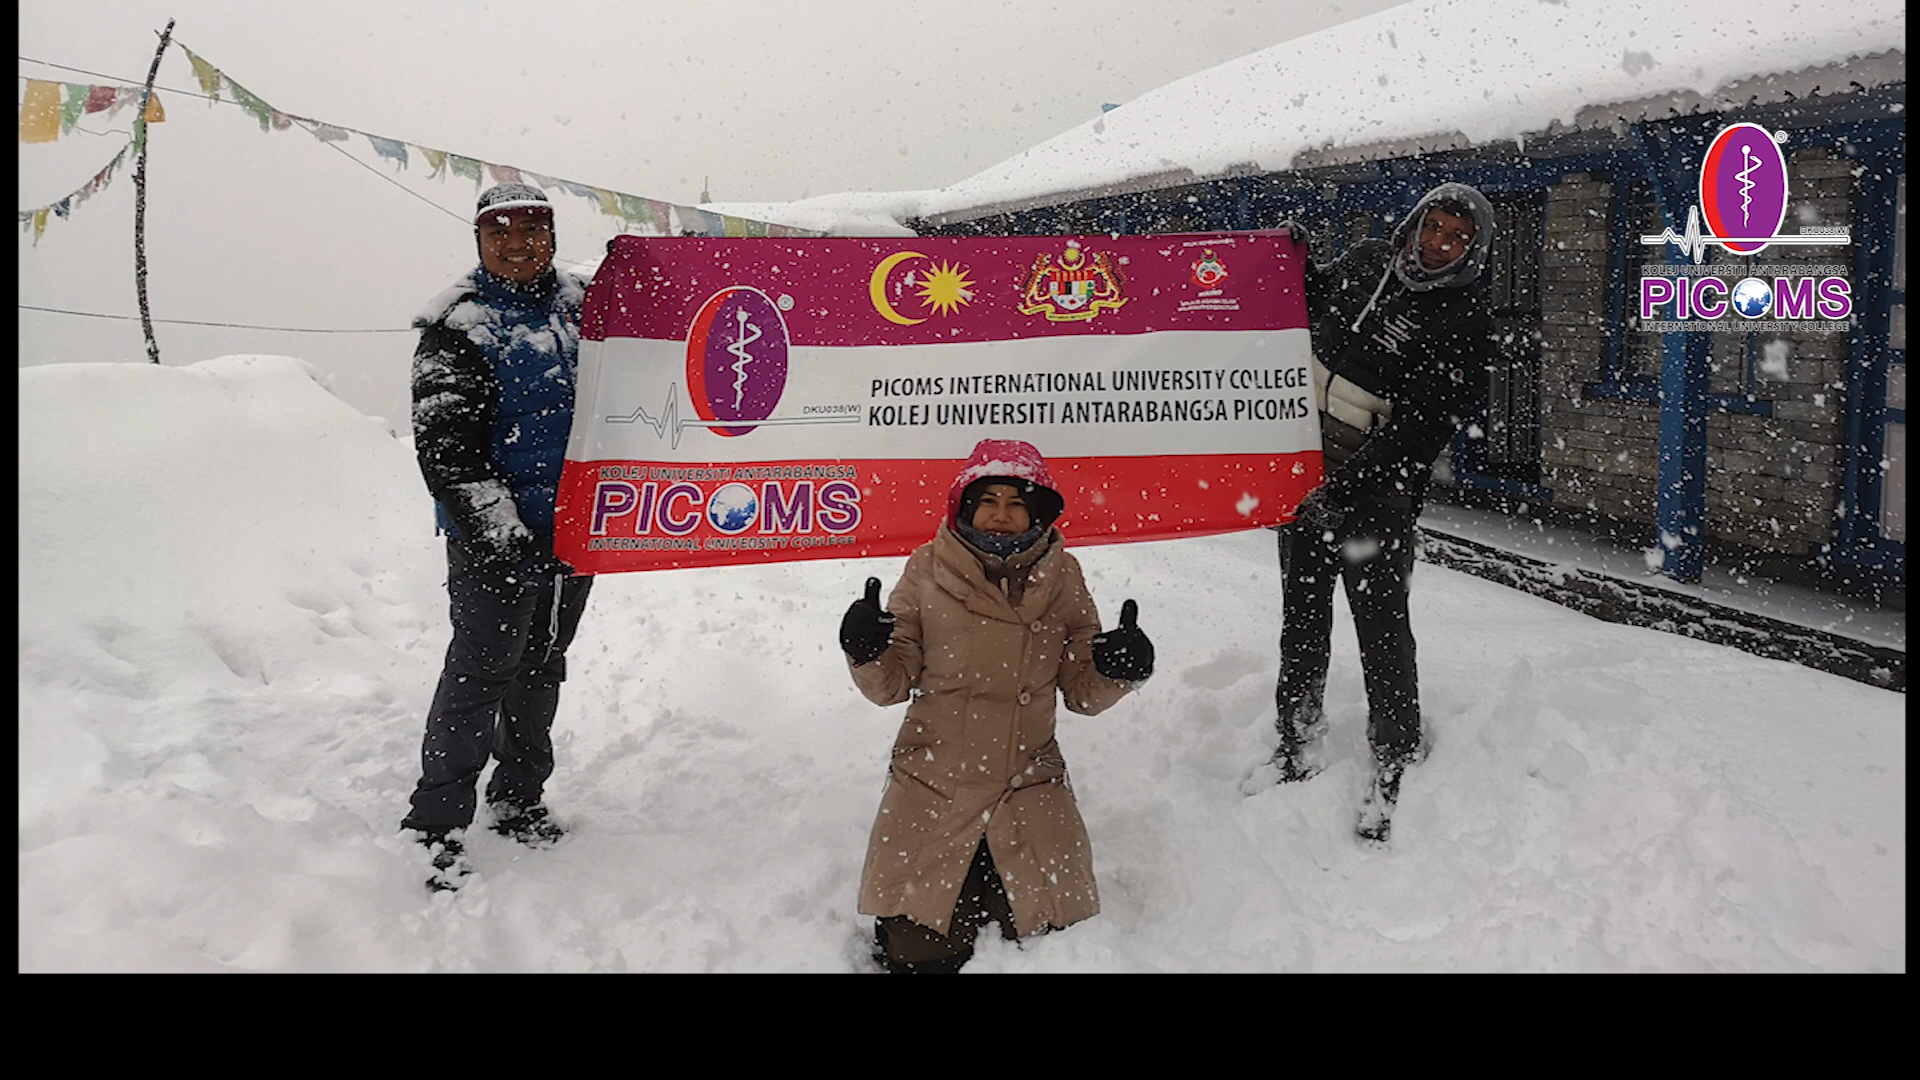 PICOMS INTERNATIONAL UNIVERSITY COLLEGE
KOLEJ UNIVERSITI ANTARABANGSA PICOMS
DKU038(W)
KOLEJ UNIVERSITI ANTARABANGSA
PICOMS
INTERNATIONAL UNIVERSITY COLLEGE
DKU038(W)
KOLEJ UNIVERSITI ANTARABANGSA
PICOMS
INTERNATIONAL UNIVERSITY COLLEGE